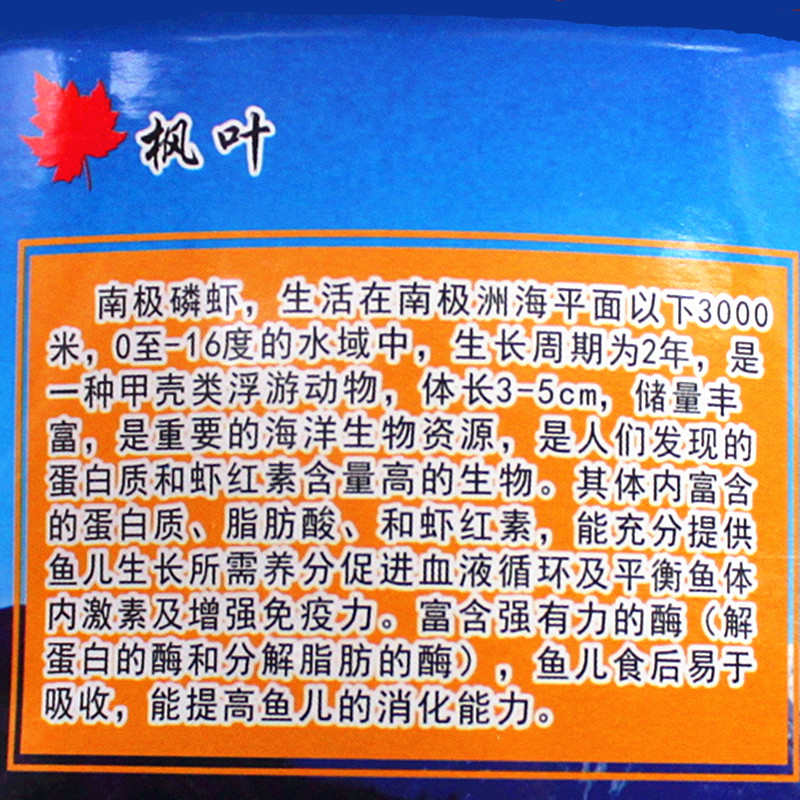 枫叶
南极磷虾，生活在南极洲海平面以下3000
米，0至-16度的水域中，生长周期为2年，是
一种甲壳类浮游动物，体长3-5cm，储量丰
富，是重要的海洋生物资源，是人们发现的
蛋白质和虾红素含量高的生物。其体内富含
的蛋白质、脂肪酸、和虾红素，能充分提供
鱼儿生长所需养分促进血液循环及平衡鱼体
内激素及增强免疫力。富含强有力的酶（解
蛋白的酶和分解脂肪的酶），鱼儿食后易于
吸收，能提高鱼儿的消化能力。